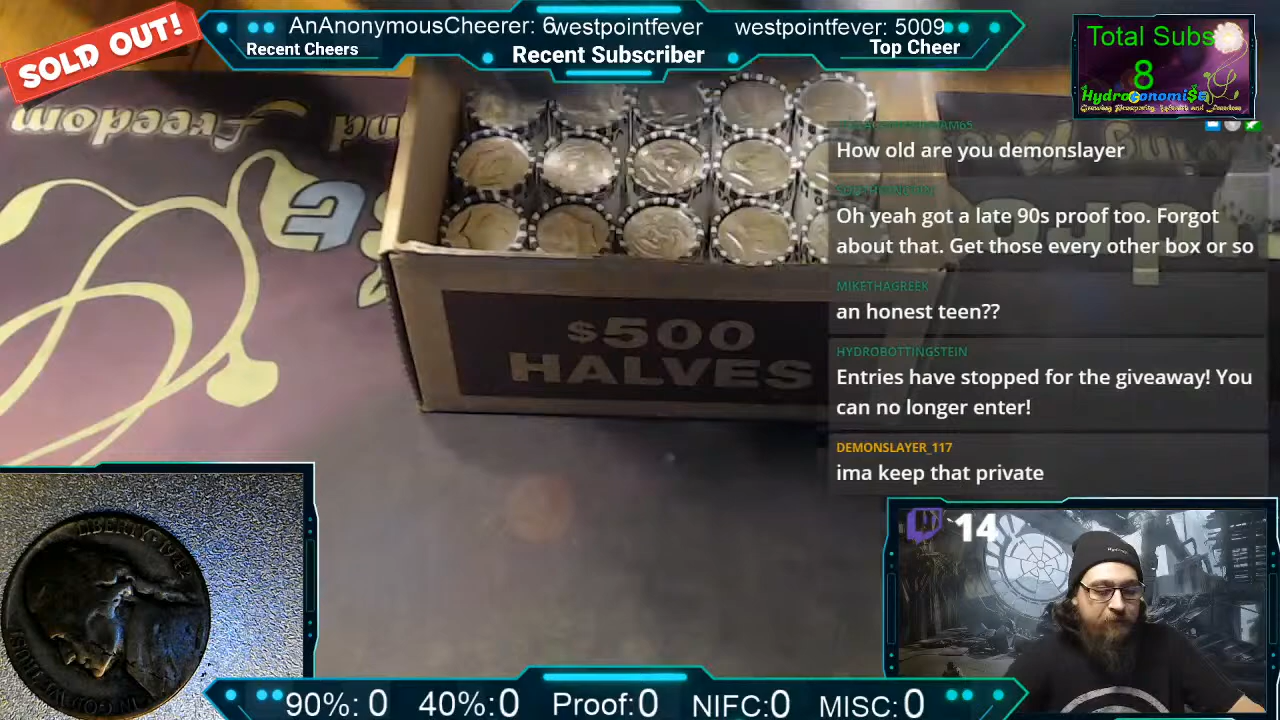 SOLD OUT!
AnAnonymousCheerer: 6
Recent Cheers
westpointfever
Recent Subscriber
westpointfever: 5009
Top Cheer
Total Subs
8
Hydroconomi$e
How old are you demonslayer
Oh yeah got a late 90s proof too. Forgot
about that. Get those every other box or so
MIKETHAGREEK
an honest teen??
HYDROBOTTINGSTEIN
Entries have stopped for the giveaway! You
can no longer enter!
DEMONSLAYER_117
ima keep that private
Freedom
$500
HALVES
LIBERTY
14
90%: 0
40%:0
Proof:0
NIFC:0
MISC:0